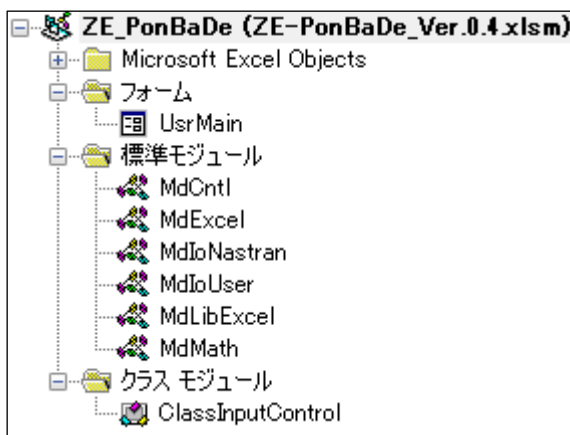 ZE_PonBaDe (ZE-PonBaDe_Ver.0.4.xlsm)
Microsoft Excel Objects
フォーム
UsrMain
標準モジュール
MdCntl
MdExcel
MdIoNastran
MdIoUser
MdLibExcel
MdMath
クラス モジュール
ClassInputControl